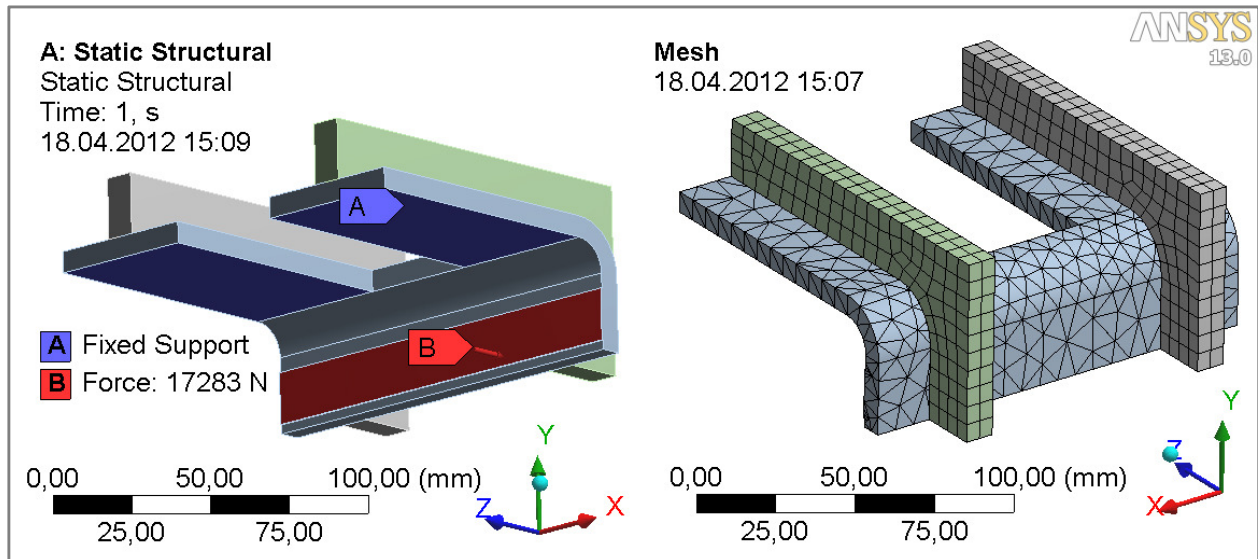 A: Static Structural
Static Structural
Time: 1, s
18.04.2012 15:09
A
B
A Fixed Support
B Force: 17283 N
0,00 50,00 100,00 (mm)
25,00 75,00
Y
Z X
Mesh
18.04.2012 15:07
ANSYS
13.0
0,00 50,00 100,00 (mm)
25,00 75,00
Y
Z
X